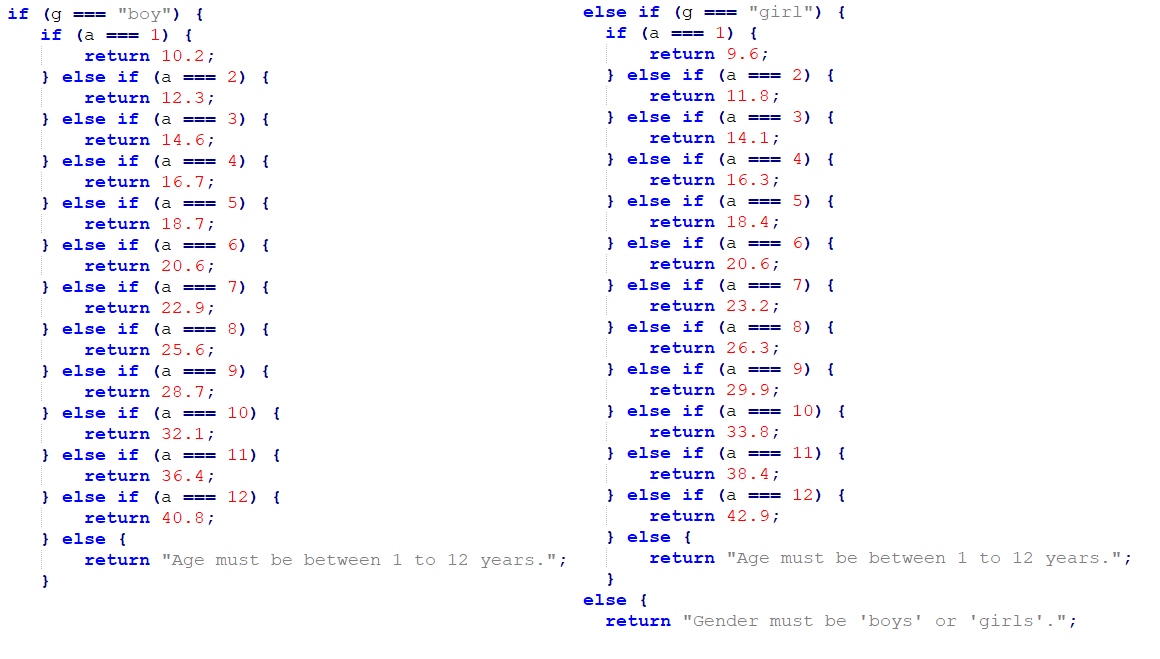 if (g === "boy") {
if (a === 1) {
return 10.2;
} else if (a === 2) {
return 12.3;
} else if (a === 3) {
return 14.6;
} else if (a === 4) {
return 16.7;
} else if (a === 5) {
return 18.7;
} else if (a === 6) {
return 20.6;
} else if (a === 7) {
return 22.9;
} else if (a === 8) {
return 25.6;
} else if (a === 9) {
return 28.7;
} else if (a === 10) {
return 32.1;
} else if (a === 11) {
return 36.4;
} else if (a === 12) {
return 40.8;
} else {
return "Age must be between 1 to 12 years.";
}
else if (g === "girl") {
if (a === 1) {
return 9.6;
} else if (a === 2) {
return 11.8;
} else if (a === 3) {
return 14.1;
} else if (a === 4) {
return 16.3;
} else if (a === 5) {
return 18.4;
} else if (a === 6) {
return 20.6;
} else if (a === 7) {
return 23.2;
} else if (a === 8) {
return 26.3;
} else if (a === 9) {
return 29.9;
} else if (a === 10) {
return 33.8;
} else if (a === 11) {
return 38.4;
} else if (a === 12) {
return 42.9;
} else {
return "Age must be between 1 to 12 years.";
}
else {
return "Gender must be 'boys' or 'girls'.";